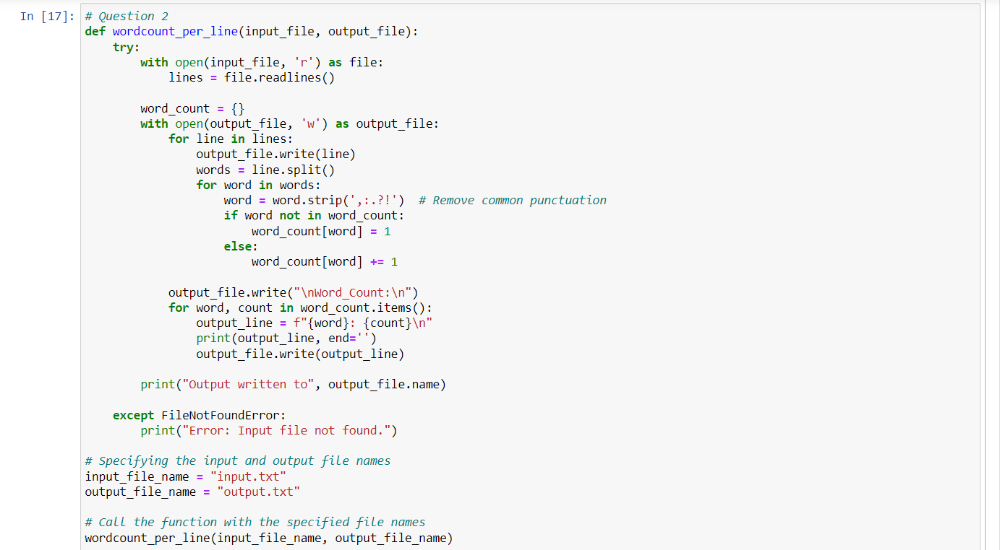 In [17]: # Question 2
def wordcount_per_line(input_file, output_file):
    try:
        with open(input_file, 'r') as file:
            lines = file.readlines()

        word_count = {}
        with open(output_file, 'w') as output_file:
            for line in lines:
                output_file.write(line)
                words = line.split()
                for word in words:
                    word = word.strip(',:.?!')  # Remove common punctuation
                    if word not in word_count:
                        word_count[word] = 1
                    else:
                        word_count[word] += 1

            output_file.write("\nWord_Count:\n")
            for word, count in word_count.items():
                output_line = f"{word}: {count}\n"
                print(output_line, end='')
                output_file.write(output_line)

        print("Output written to", output_file.name)

    except FileNotFoundError:
        print("Error: Input file not found.")

# Specifying the input and output file names
input_file_name = "input.txt"
output_file_name = "output.txt"

# Call the function with the specified file names
wordcount_per_line(input_file_name, output_file_name)